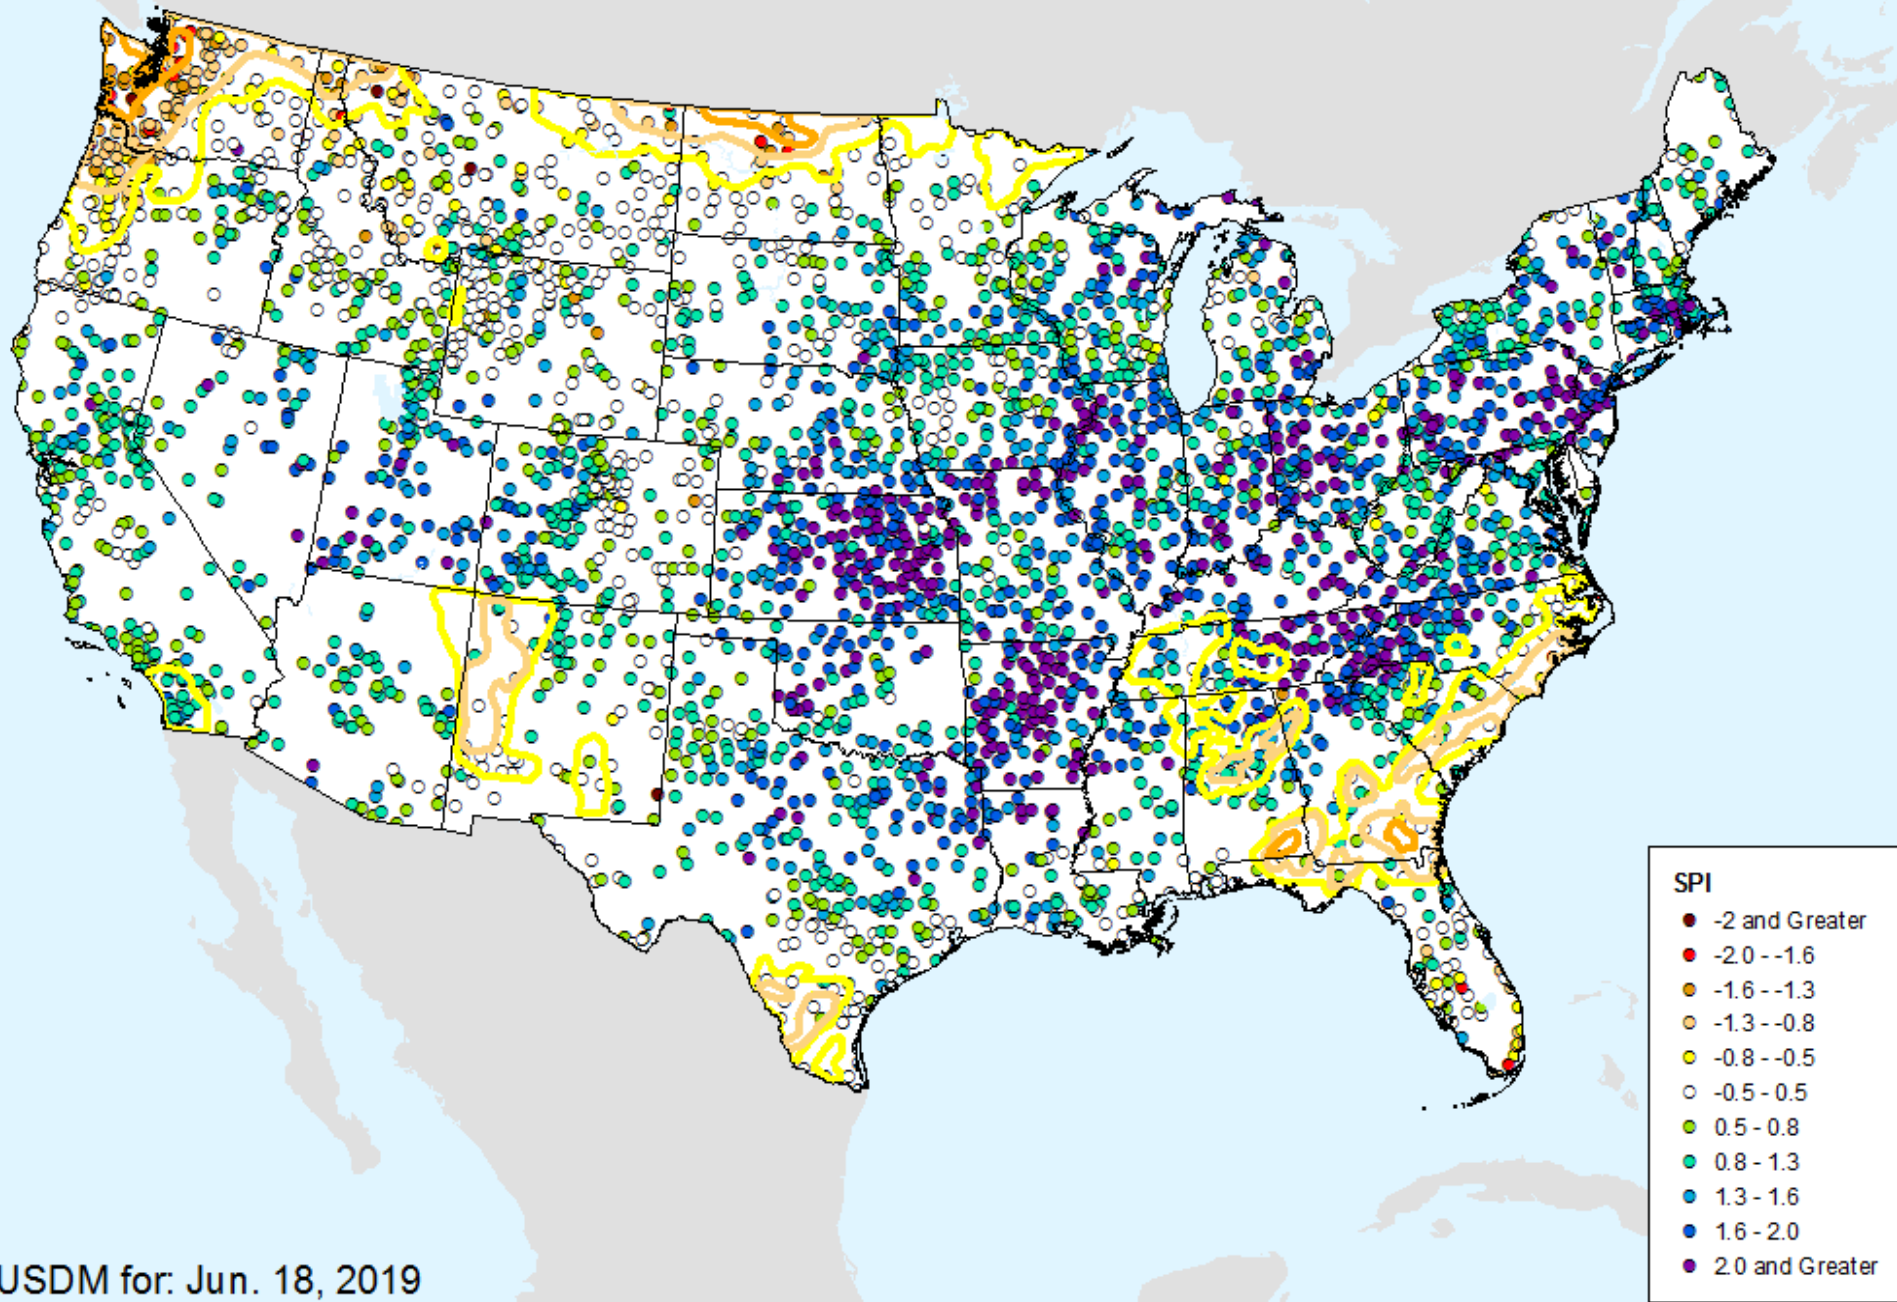 SPI
-2 and Greater
-2.0 - -1.6
-1.6 - -1.3
-1.3 - -0.8
-0.8 - -0.5
-0.5 - 0.5
0.5 - 0.8
0.8 - 1.3
1.3 - 1.6
1.6 - 2.0
2.0 and Greater
USDM for: Jun. 18, 2019